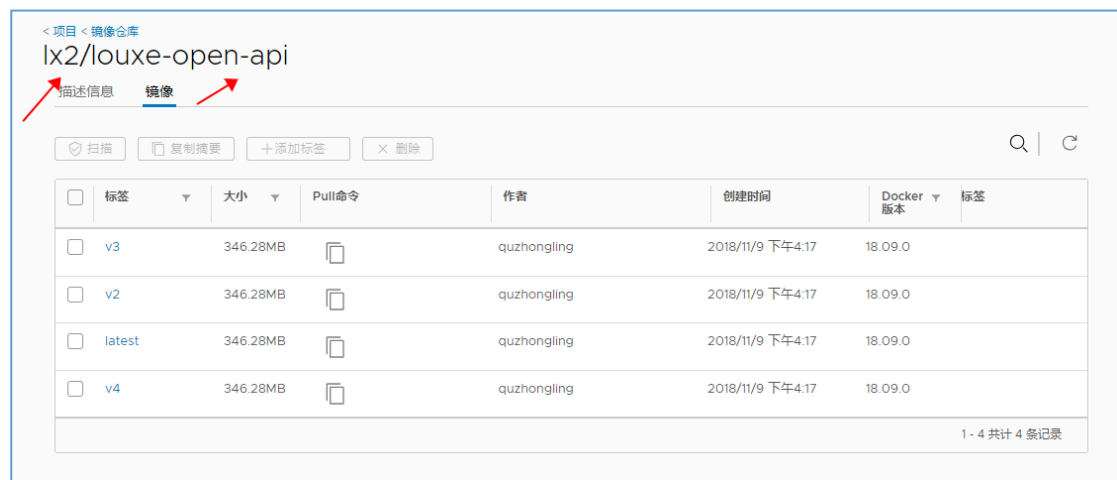 < 项目 < 镜像仓库
lx2/louxe-open-api
描述信息 镜像
扫描 复制摘要 +添加标签 × 删除
标签 大小 Pull命令 作者 创建时间 Docker 版本 标签
v3 346.28MB quzhongling 2018/11/9 下午4:17 18.09.0
v2 346.28MB quzhongling 2018/11/9 下午4:17 18.09.0
latest 346.28MB quzhongling 2018/11/9 下午4:17 18.09.0
v4 346.28MB quzhongling 2018/11/9 下午4:17 18.09.0
1 - 4 共计 4 条记录